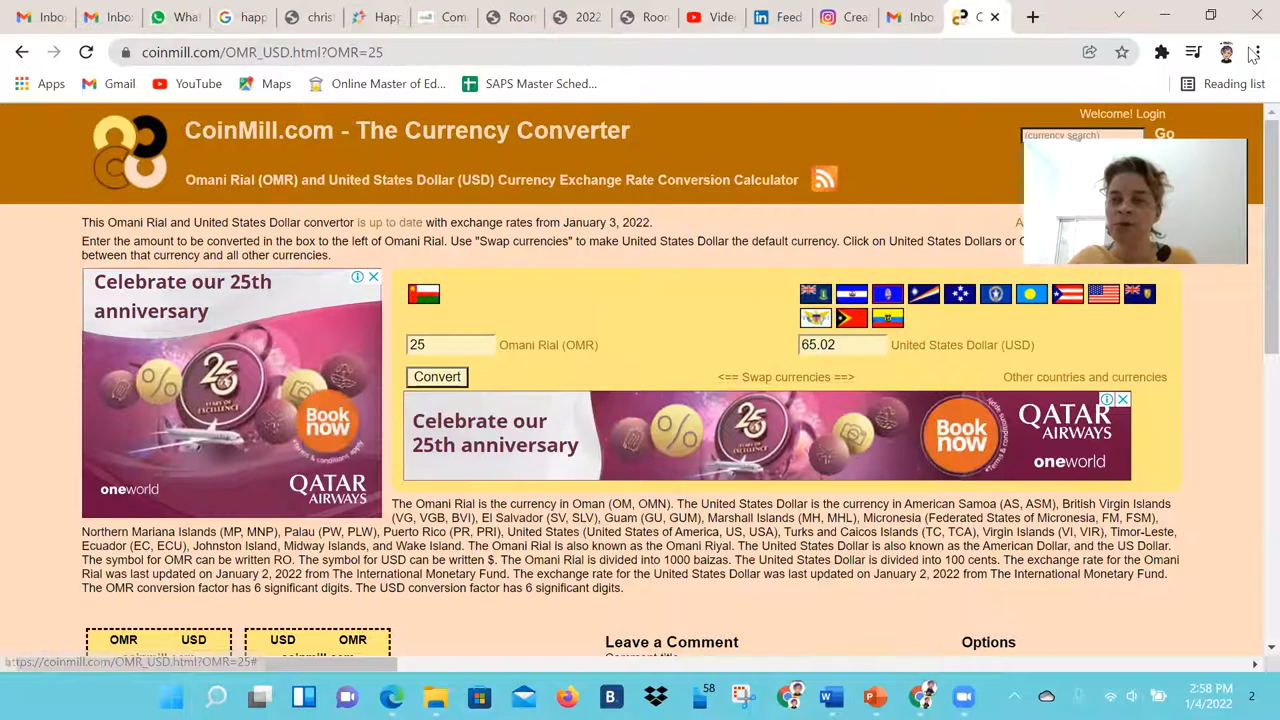 Inbo
Inbo
Wha
happ
chris
Hap
Com
Roon
2022
Roon
Vide
Feed
Crea
Inbo
C
coinmill.com/OMR_USD.html?OMR=25
Apps
Gmail
YouTube
Maps
Online Master of Ed...
SAPS Master Sched...
Reading list
Welcome! Login
CoinMill.com - The Currency Converter
(currency search)
Go
Omani Rial (OMR) and United States Dollar (USD) Currency Exchange Rate Conversion Calculator
This Omani Rial and United States Dollar convertor is up to date with exchange rates from January 3, 2022.
Enter the amount to be converted in the box to the left of Omani Rial. Use "Swap currencies" to make United States Dollar the default currency. Click on United States Dollars or
between that currency and all other currencies.
Celebrate our 25th
anniversary
25
YEARS OF
EXCELLENCE
Book
now
oneworld
QATAR
AIRWAYS
25 Omani Rial (OMR)
65.02 United States Dollar (USD)
Convert
<== Swap currencies ==>
Other countries and currencies
Celebrate our
25th anniversary
25
Book
now
QATAR
AIRWAYS
oneworld
The Omani Rial is the currency in Oman (OM, OMN). The United States Dollar is the currency in American Samoa (AS, ASM), British Virgin Islands
(VG, VGB, BVI), El Salvador (SV, SLV), Guam (GU, GUM), Marshall Islands (MH, MHL), Micronesia (Federated States of Micronesia, FM, FSM),
Northern Mariana Islands (MP, MNP), Palau (PW, PLW), Puerto Rico (PR, PRI), United States (United States of America, US, USA), Turks and Caicos Islands (TC, TCA), Virgin Islands (VI, VIR), Timor-Leste,
Ecuador (EC, ECU), Johnston Island, Midway Islands, and Wake Island. The Omani Rial is also known as the Omani Riyal. The United States Dollar is also known as the American Dollar, and the US Dollar.
The symbol for OMR can be written RO. The symbol for USD can be written $. The Omani Rial is divided into 1000 baizas. The United States Dollar is divided into 100 cents. The exchange rate for the Omani
Rial was last updated on January 2, 2022 from The International Monetary Fund. The exchange rate for the United States Dollar was last updated on January 2, 2022 from The International Monetary Fund.
The OMR conversion factor has 6 significant digits. The USD conversion factor has 6 significant digits.
OMR USD
USD OMR
Leave a Comment
Options
coinmill.com
coinmill.com
Comment title
https://coinmill.com/OMR_USD.html?OMR=25#
58
2:58 PM
1/4/2022
2